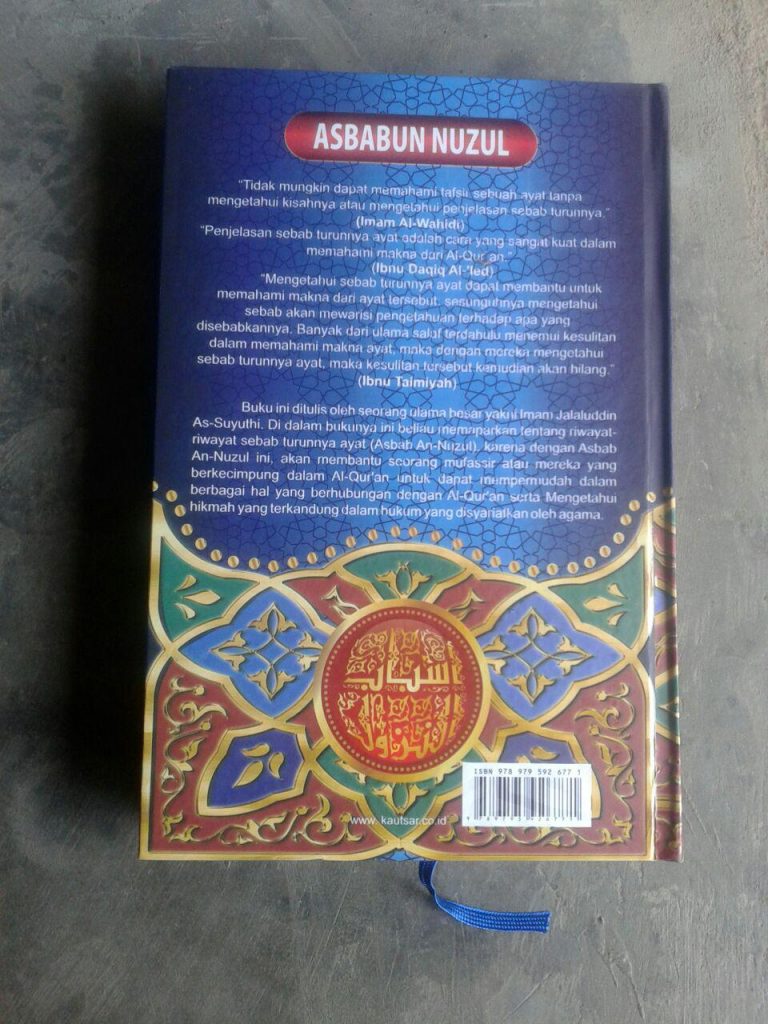 ASBABUN NUZUL
“Tidak mungkin dapat memahami tafsir sebuah ayat tanpa
mengetahui kisahnya atau mengetahui penjelasan sebab turunnya.”
(Imam Al-Wahidi)
“Penjelasan sebab turunnya ayat adalah cara yang sangat kuat dalam
memahami makna dari Al-Qur'an.”
(Ibnu Daqiq Al-'Ied)
“Mengetahui sebab turunnya ayat dapat membantu untuk
memahami makna dari ayat tersebut. sesungguhnya mengetahui
sebab akan mewarisi pengetahuan terhadap apa yang
disebabkannya. Banyak dari ulama salaf terdahulu menemui kesulitan
dalam memahami makna ayat, maka dengan mereka mengetahui
sebab turunnya ayat, maka kesulitan tersebut kemudian akan hilang.”
(Ibnu Taimiyah)
Buku ini ditulis oleh seorang ulama besar yakni Imam Jalaluddin
As-Suyuthi. Di dalam bukunya ini beliau memaparkan tentang riwayat-
riwayat sebab turunnya ayat (Asbab An-Nuzul), karena dengan Asbab
An-Nuzul ini, akan membantu seorang mufassir atau mereka yang
berkecimpung dalam Al-Qur'an untuk dapat mempermudah dalam
berbagai hal yang berhubungan dengan Al-Qur'an serta Mengetahui
hikmah yang terkandung dalam hukum yang disyariatkan oleh agama.
أسباب
النزول
ISBN 978 979 592 677 1
www. kautsar.co.id